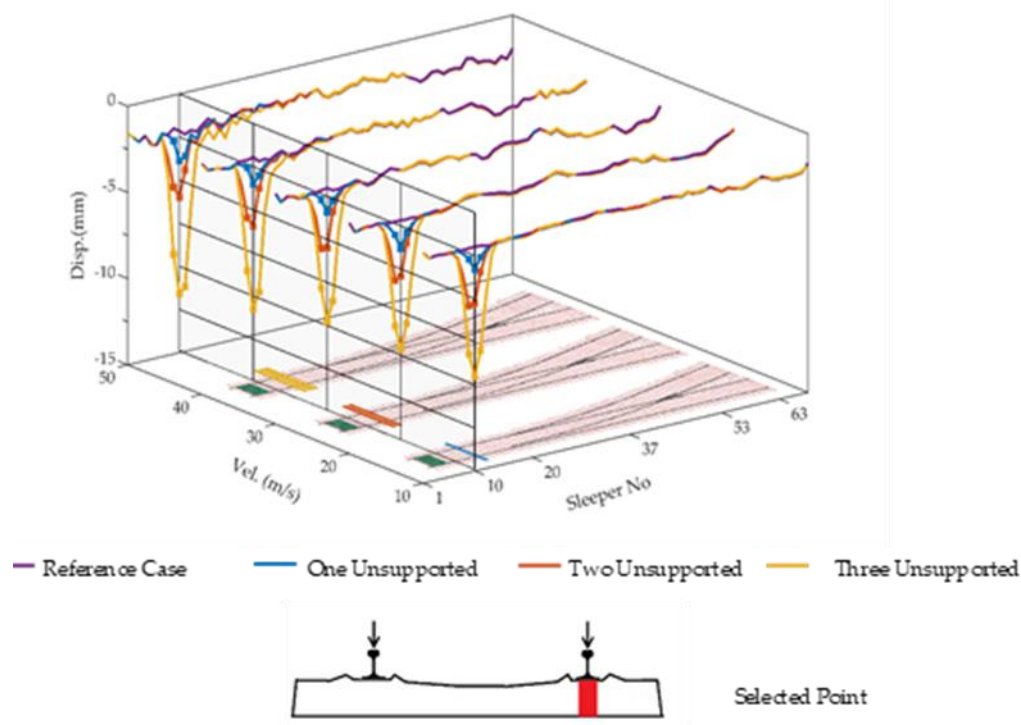 0
-5
-10
-15
Disp.(mm)
50
40
30
20
10
Vel. (m/s)
1
10
20
37
53
63
Sleeper No
Reference Case
One Unsupported
Two Unsupported
Three Unsupported
Selected Point